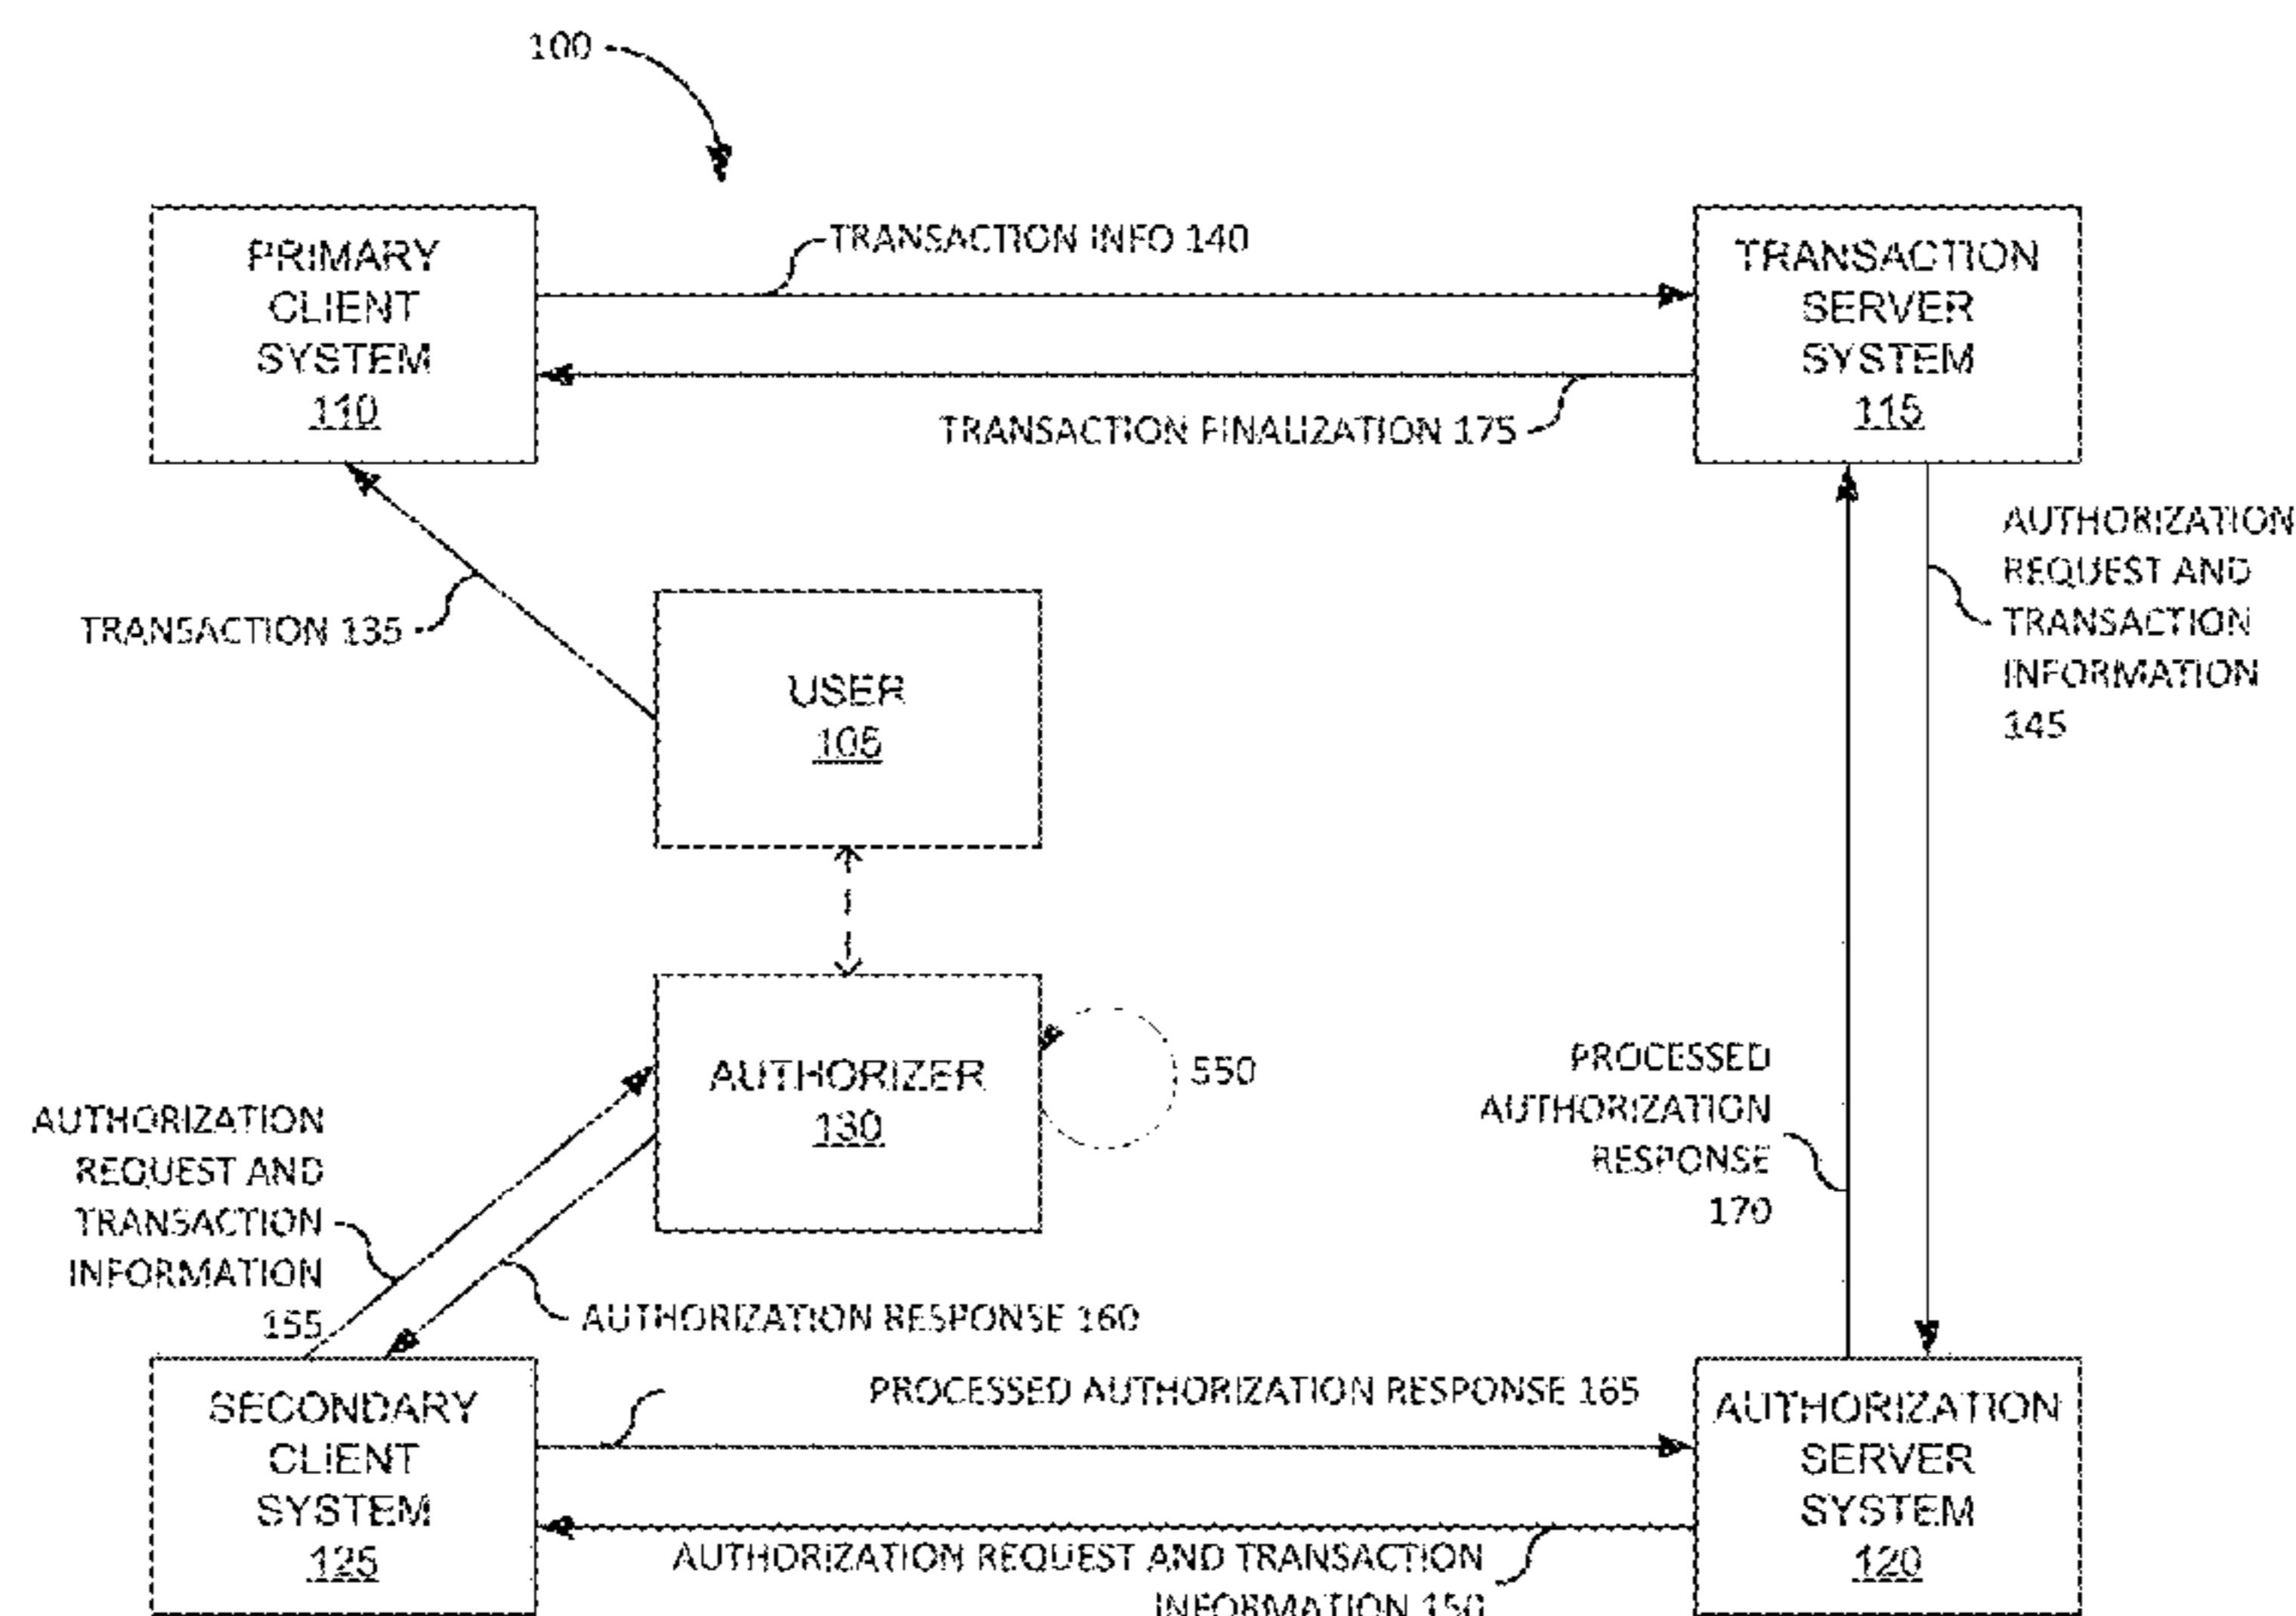 100
PRIMARY
CLIENT
SYSTEM
110
TRANSACTION INFO 140
TRANSACTION FINALIZATION 175
TRANSACTION
SERVER
SYSTEM
115
TRANSACTION 135
USER
105
AUTHORIZATION
REQUEST AND
TRANSACTION
INFORMATION
145
AUTHORIZER
130
550
PROCESSED
AUTHORIZATION
RESPONSE
170
AUTHORIZATION
REQUEST AND
TRANSACTION
INFORMATION
155
AUTHORIZATION RESPONSE 160
SECONDARY
CLIENT
SYSTEM
125
PROCESSED AUTHORIZATION RESPONSE 165
AUTHORIZATION REQUEST AND TRANSACTION
INFORMATION 150
AUTHORIZATION
SERVER
SYSTEM
120